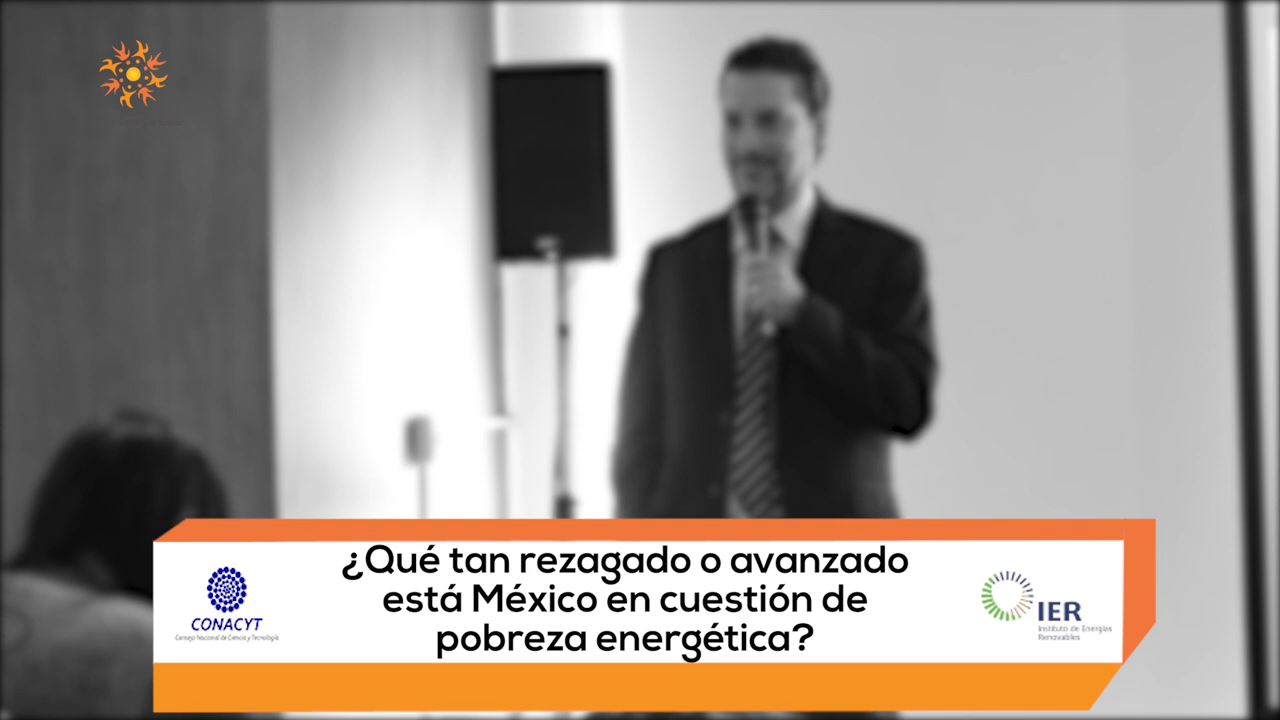 ¿Qué tan rezagado o avanzado
está México en cuestión de
pobreza energética?
CONACYT
Consejo Nacional de Ciencia y Tecnología
IER
Instituto de Energías
Renovables